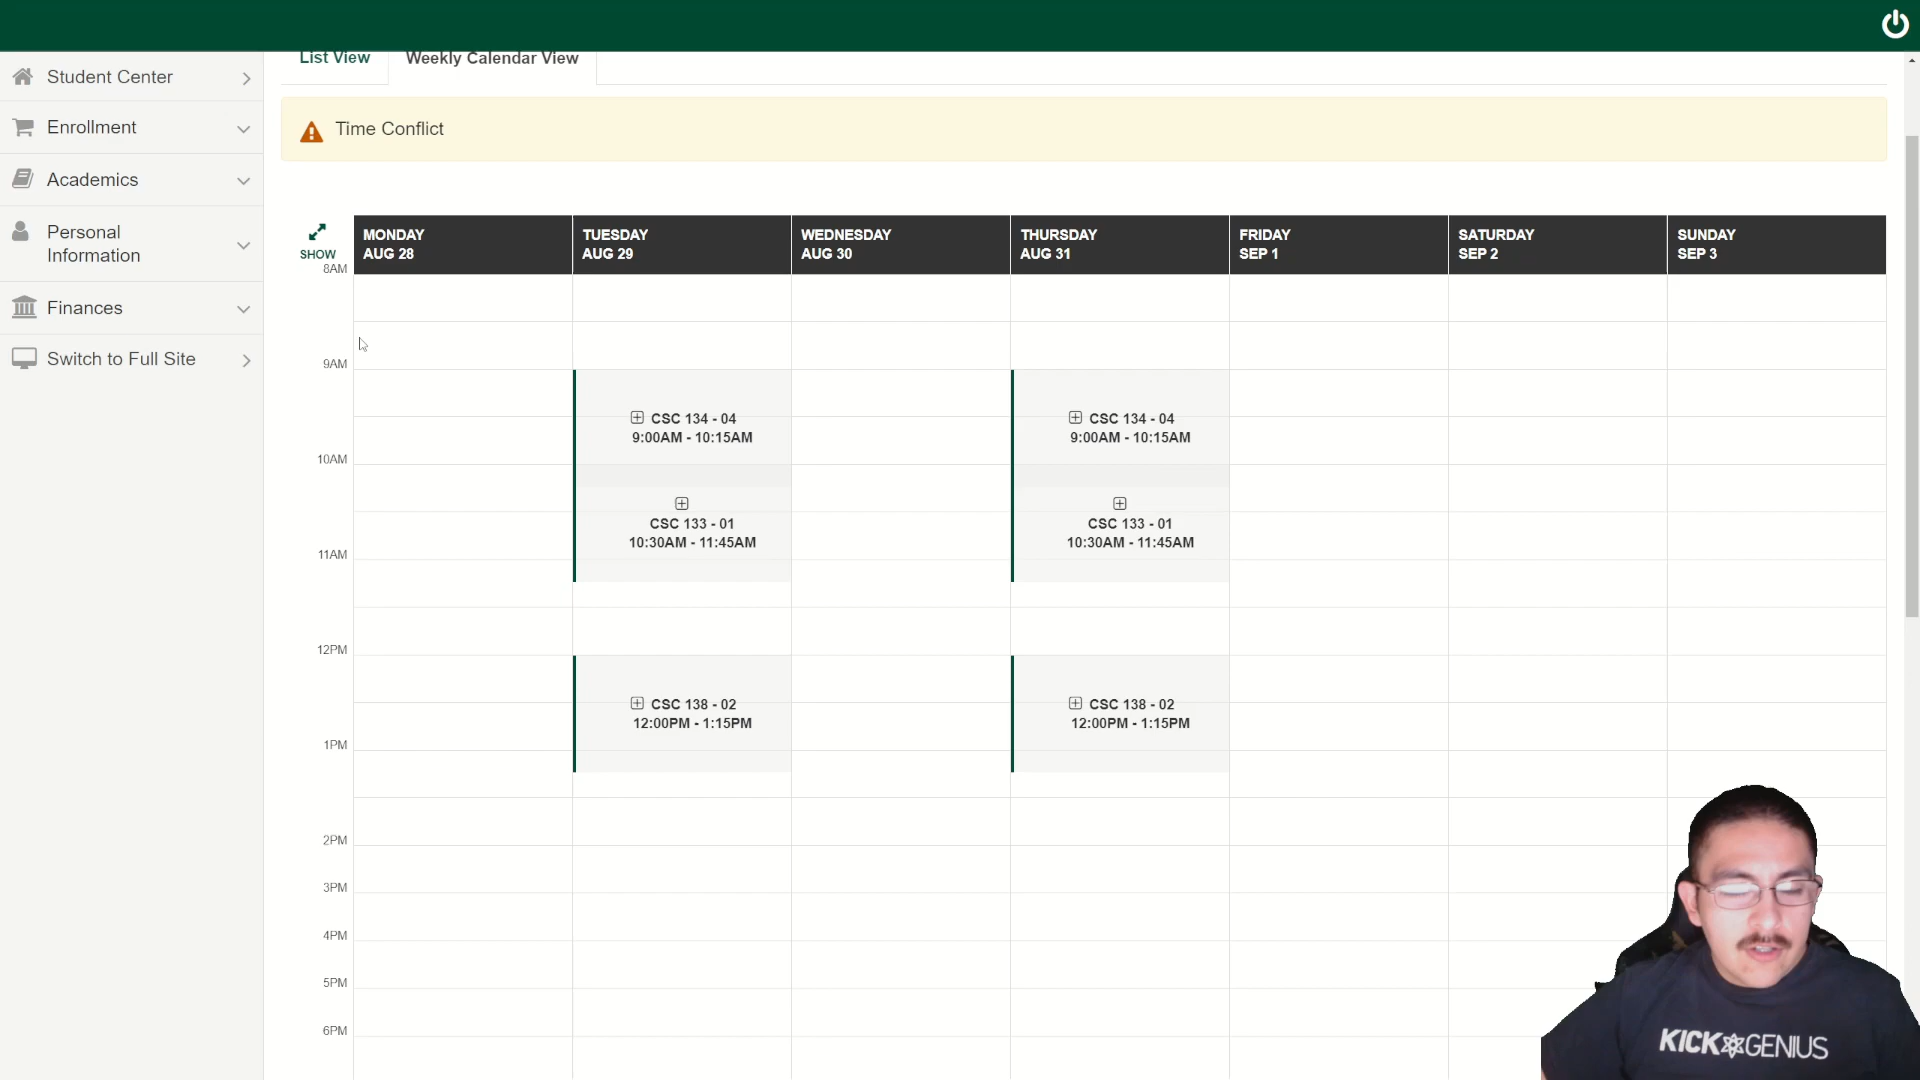 List View
Weekly Calendar View
Student Center
Enrollment
Academics
Personal
Information
Finances
Switch to Full Site
Time Conflict
SHOW
MONDAY
AUG 28
TUESDAY
AUG 29
WEDNESDAY
AUG 30
THURSDAY
AUG 31
FRIDAY
SEP 1
SATURDAY
SEP 2
SUNDAY
SEP 3
8AM
9AM
CSC 134 - 04
9:00AM - 10:15AM
CSC 134 - 04
9:00AM - 10:15AM
10AM
CSC 133 - 01
10:30AM - 11:45AM
CSC 133 - 01
10:30AM - 11:45AM
11AM
12PM
CSC 138 - 02
12:00PM - 1:15PM
CSC 138 - 02
12:00PM - 1:15PM
1PM
2PM
3PM
4PM
5PM
6PM
KICK GENIUS